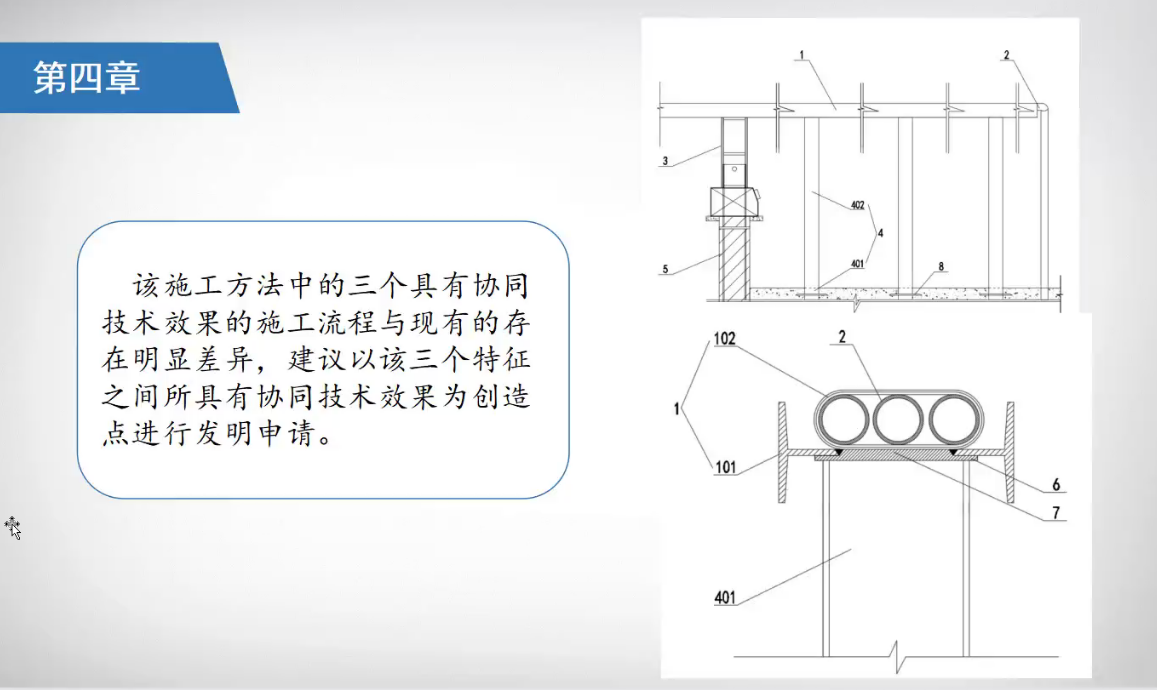 第四章
该施工方法中的三个具有协同
技术效果的施工流程与现有的存
在明显差异，建议以该三个特征
之间所具有协同技术效果为创造
点进行发明申请。
1
2
3
402
4
401
5
8
102
2
1
101
6
7
401